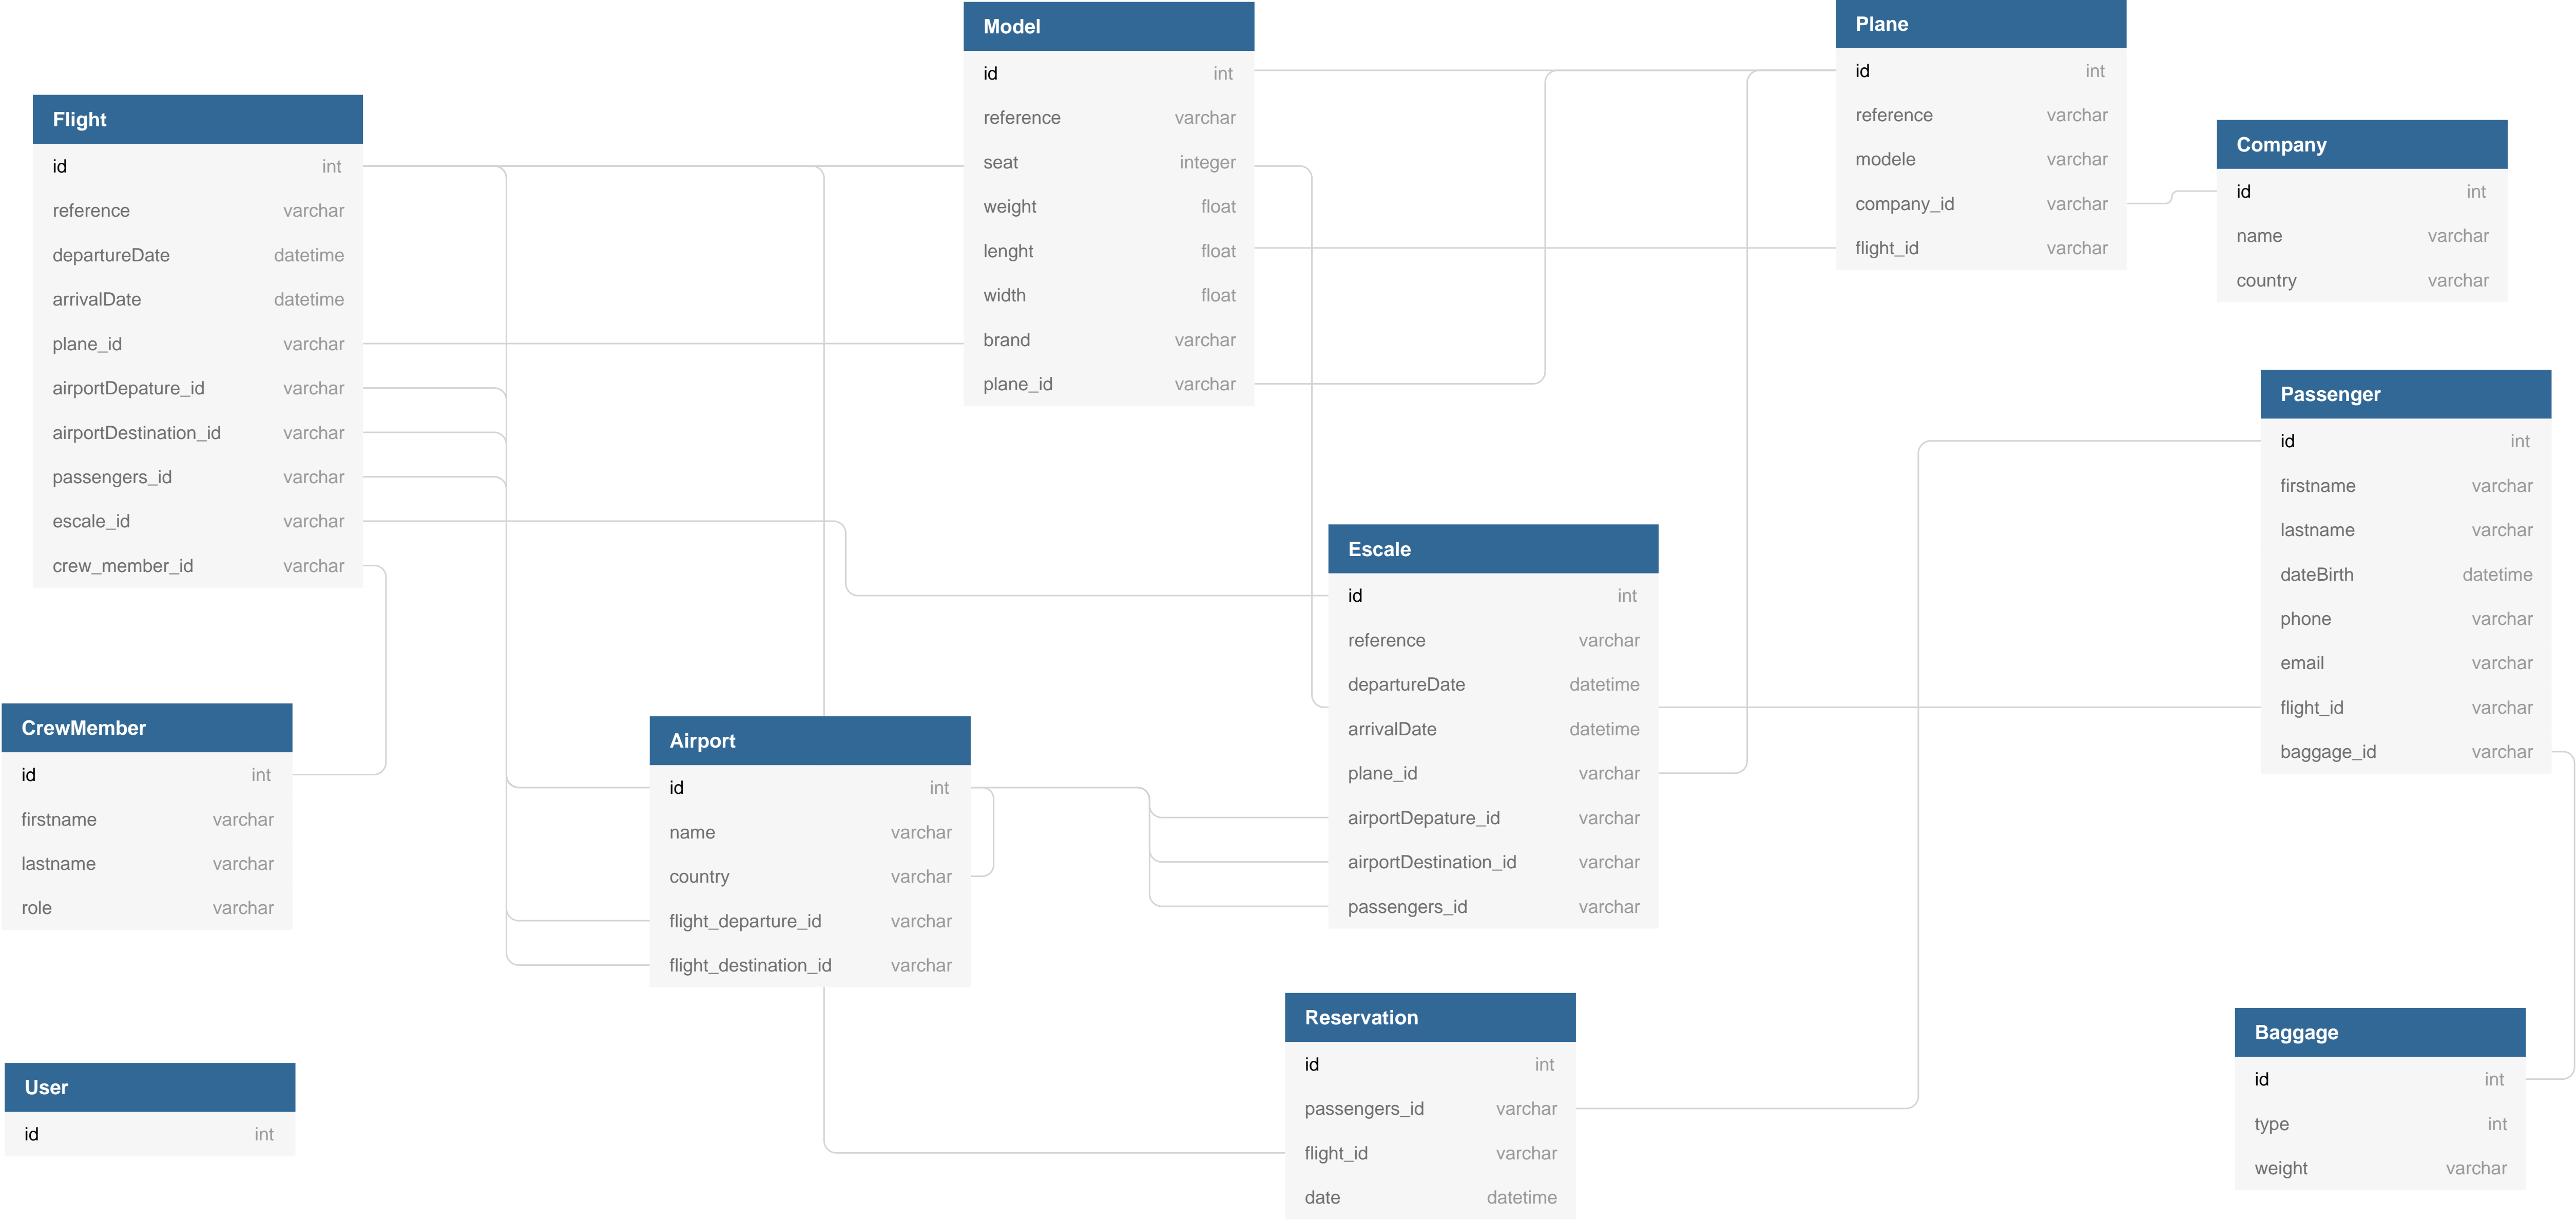 Model
id int
reference varchar
seat integer
weight float
lenght float
width float
brand varchar
plane_id varchar
Plane
id int
reference varchar
modele varchar
company_id varchar
flight_id varchar
Flight
id int
reference varchar
departureDate datetime
arrivalDate datetime
plane_id varchar
airportDepature_id varchar
airportDestination_id varchar
passengers_id varchar
escale_id varchar
crew_member_id varchar
Company
id int
name varchar
country varchar
Passenger
id int
firstname varchar
lastname varchar
dateBirth datetime
phone varchar
email varchar
flight_id varchar
baggage_id varchar
Escale
id int
reference varchar
departureDate datetime
arrivalDate datetime
plane_id varchar
airportDepature_id varchar
airportDestination_id varchar
passengers_id varchar
CrewMember
id int
firstname varchar
lastname varchar
role varchar
Airport
id int
name varchar
country varchar
flight_departure_id varchar
flight_destination_id varchar
Reservation
id int
passengers_id varchar
flight_id varchar
date datetime
Baggage
id int
type int
weight varchar
User
id int